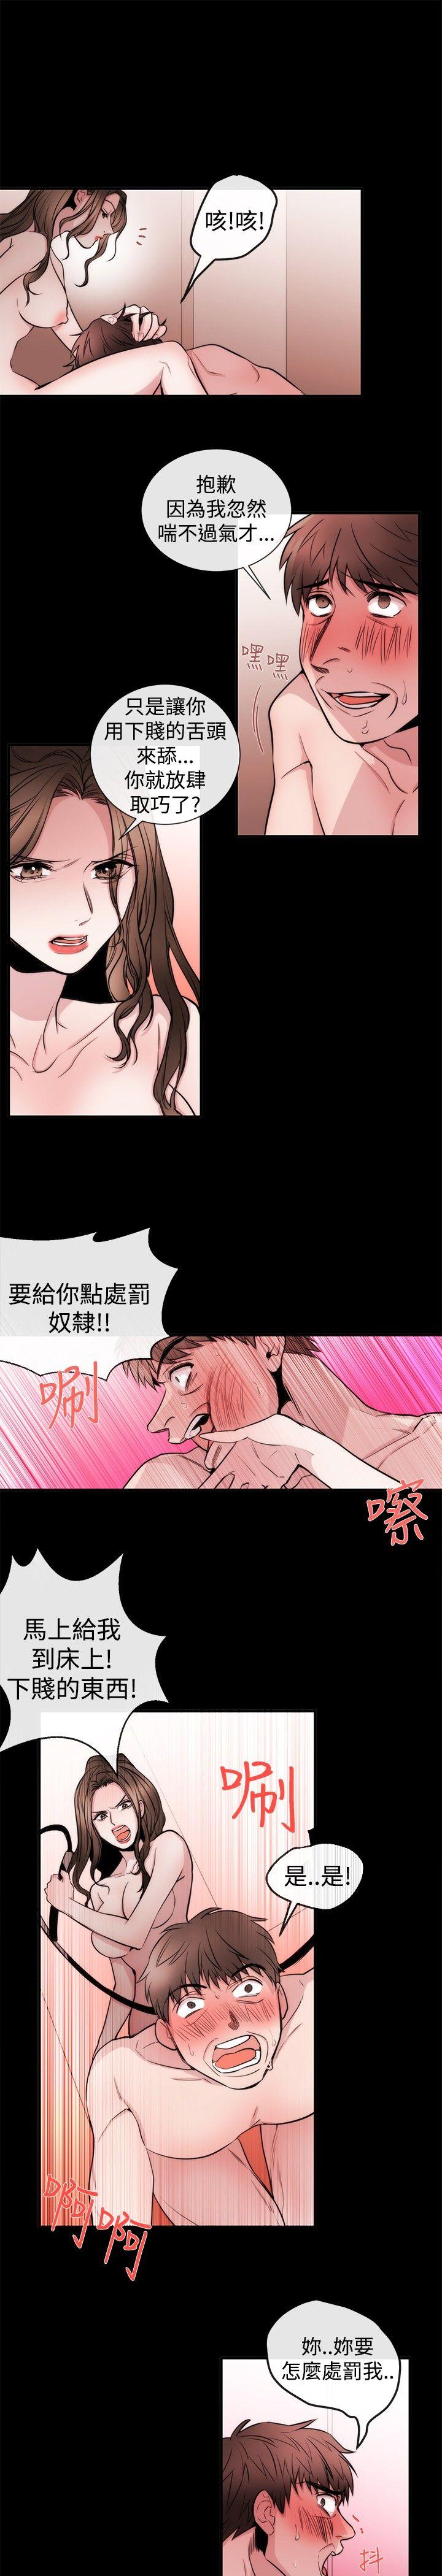 咳!咳!
抱歉
因為我忽然
喘不過氣才...
嘿嘿
只是讓你
用下賤的舌頭
來舔...
你就放肆
取巧了?
要給你點處罰
奴隸!!
唰
嚓
馬上給我
到床上!
下賤的東西!
唰
是..是!
啊啊
妳..妳要
怎麼處罰我..
抖